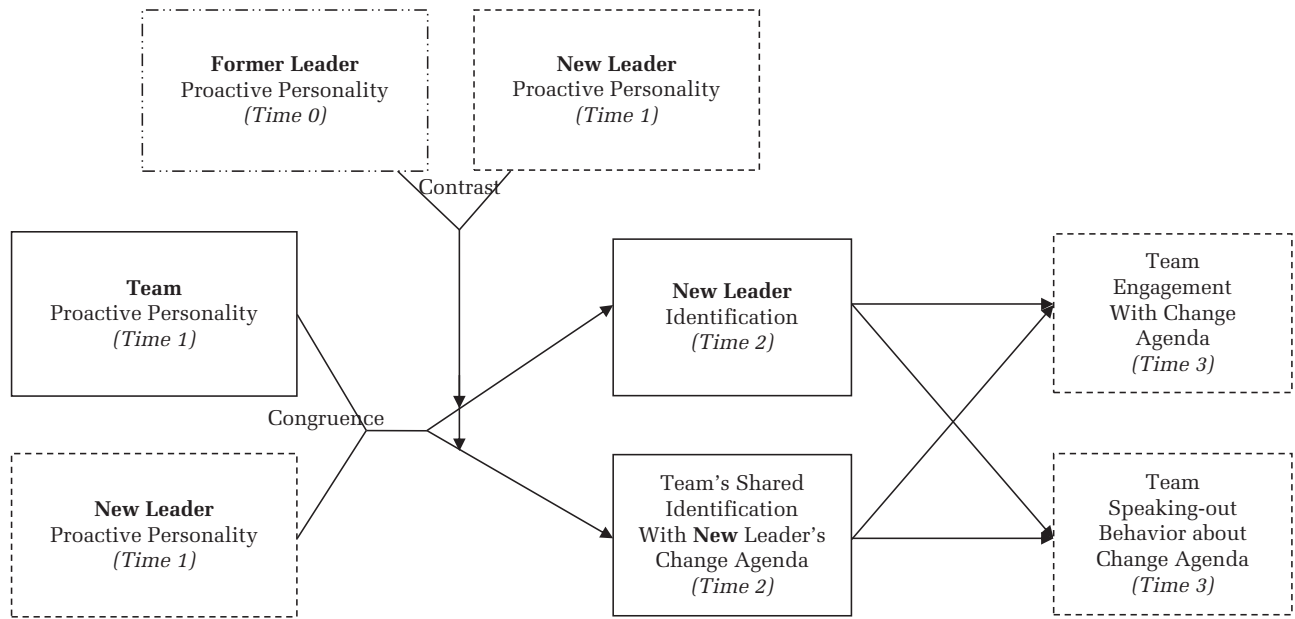 Former Leader
Proactive Personality
(Time 0)
New Leader
Proactive Personality
(Time 1)
Contrast
Team
Proactive Personality
(Time 1)
New Leader
Identification
(Time 2)
Team
Engagement
With Change
Agenda
(Time 3)
Congruence
New Leader
Proactive Personality
(Time 1)
Team’s Shared
Identification
With New Leader’s
Change Agenda
(Time 2)
Team
Speaking-out
Behavior about
Change Agenda
(Time 3)